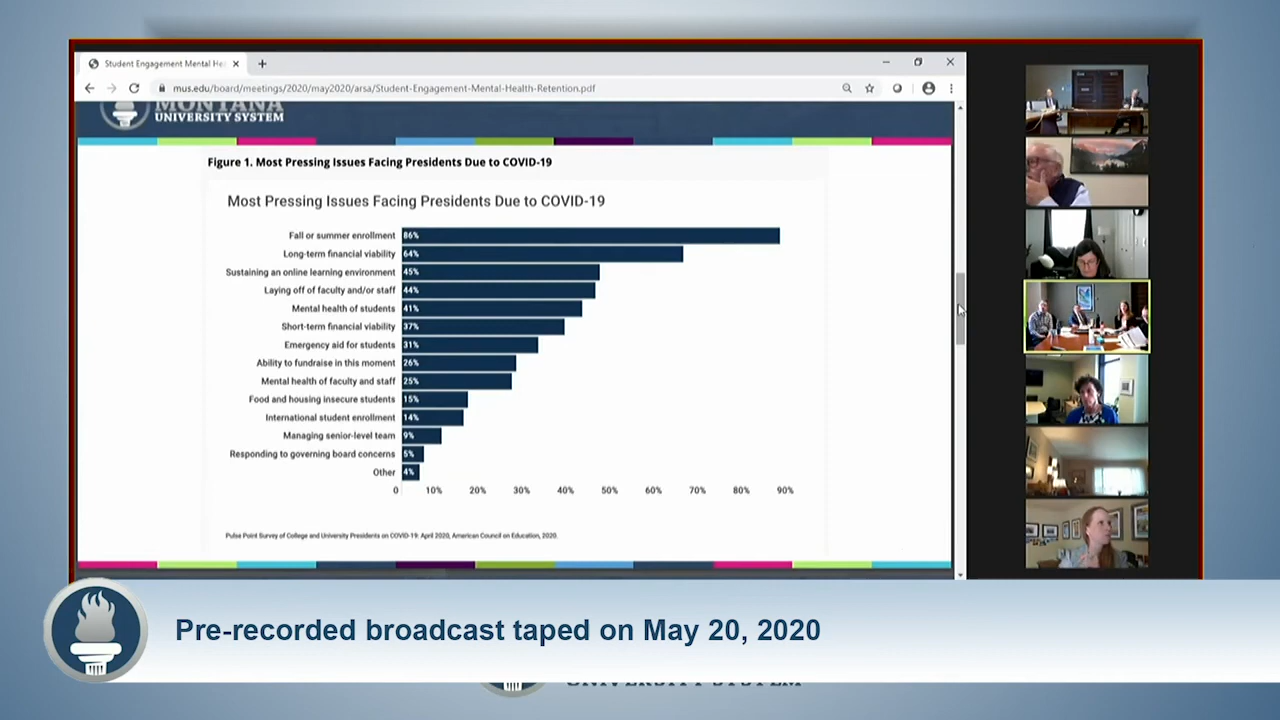 Student Engagement Mental He
mus.edu/board/meetings/2020/may2020/arsa/Student-Engagement-Mental-Health-Retention.pdf
MONTANA
UNIVERSITY SYSTEM
Figure 1. Most Pressing Issues Facing Presidents Due to COVID-19
Most Pressing Issues Facing Presidents Due to COVID-19
Fall or summer enrollment 86%
Long-term financial viability 64%
Sustaining an online learning environment 45%
Laying off of faculty and/or staff 44%
Mental health of students 41%
Short-term financial viability 37%
Emergency aid for students 31%
Ability to fundraise in this moment 26%
Mental health of faculty and staff 25%
Food and housing insecure students 15%
International student enrollment 14%
Managing senior-level team 9%
Responding to governing board concerns 5%
Other 4%
0 10% 20% 30% 40% 50% 60% 70% 80% 90%
Pulse Point Survey of College and University Presidents on COVID-19: April 2020, American Council on Education, 2020.
Pre-recorded broadcast taped on May 20, 2020